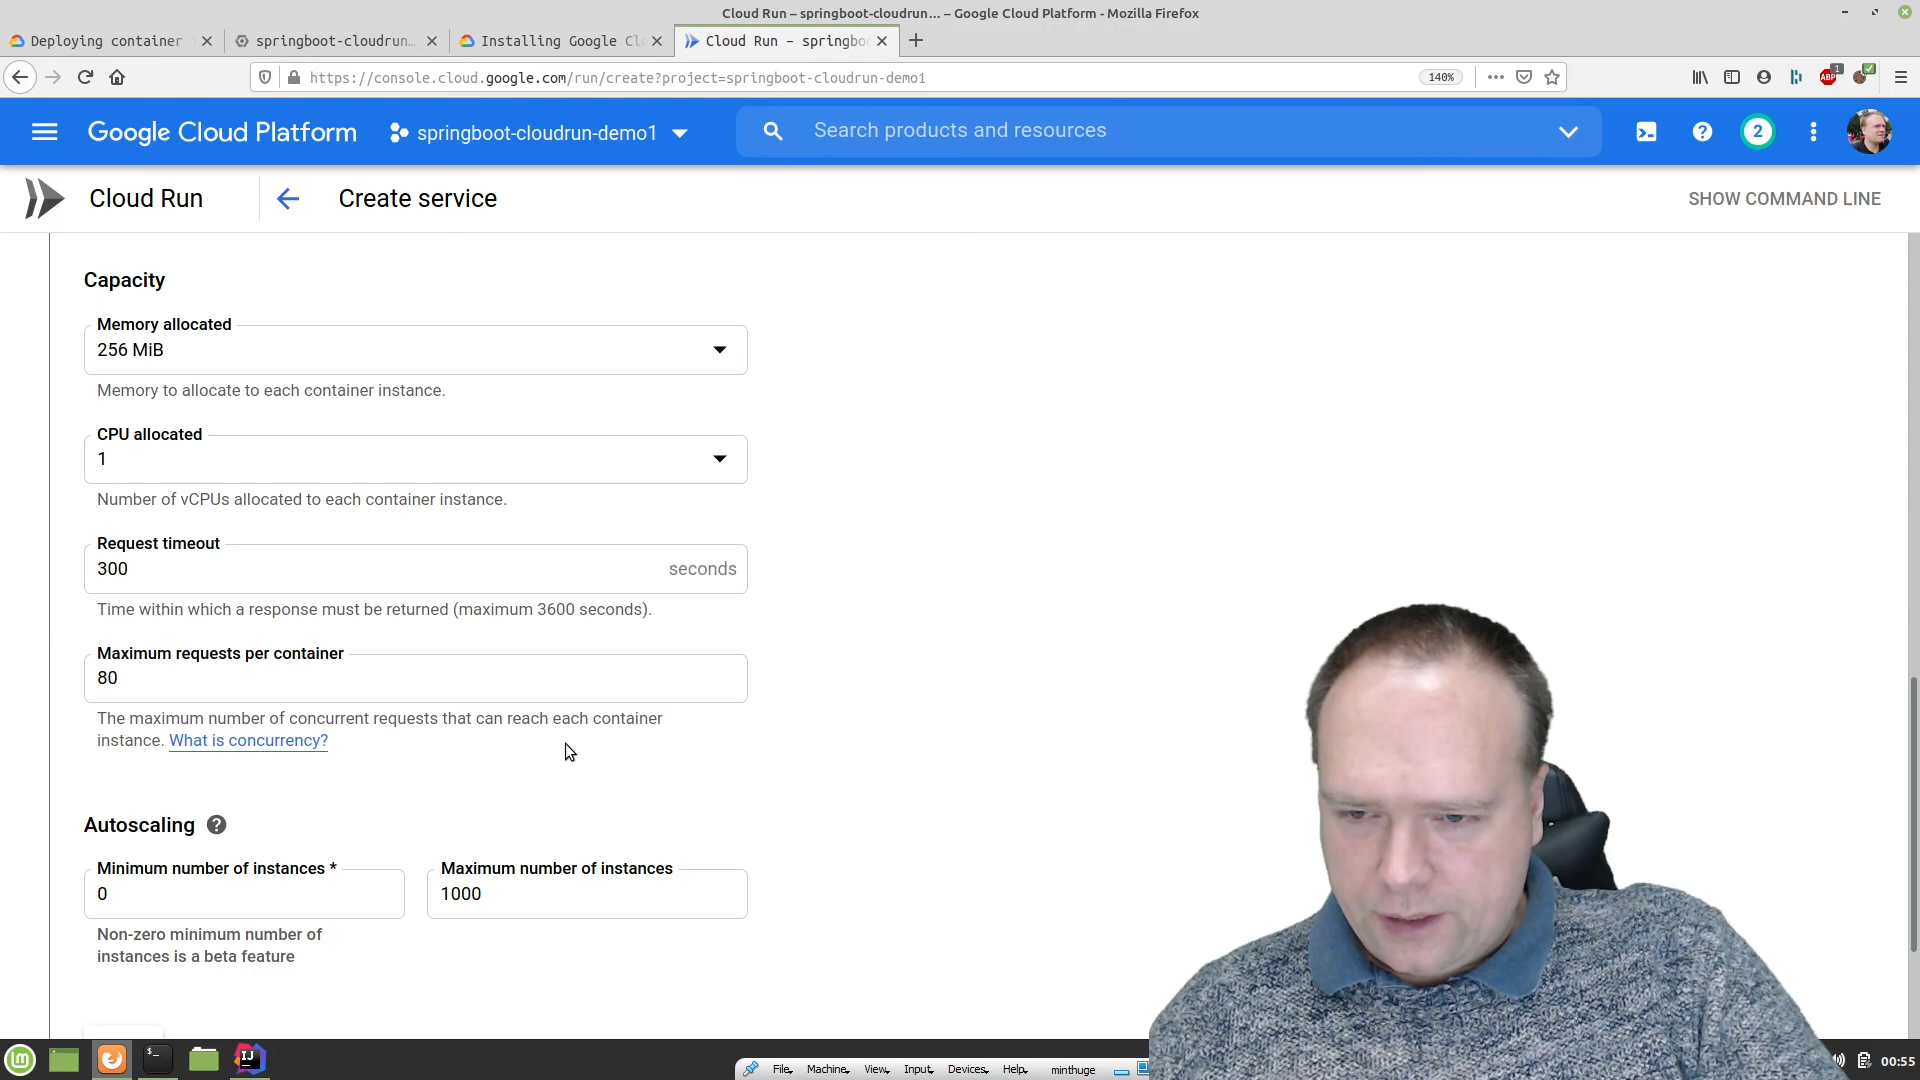 Cloud Run – springboot-cloudrun... – Google Cloud Platform - Mozilla Firefox
Deploying container
springboot-cloudrun...
Installing Google Cl
Cloud Run – springbo
https://console.cloud.google.com/run/create?project=springboot-cloudrun-demo1
140%
ABP
1
Google Cloud Platform
springboot-cloudrun-demo1
Search products and resources
2
Cloud Run
Create service
SHOW COMMAND LINE
Capacity
Memory allocated
256 MiB
Memory to allocate to each container instance.
CPU allocated
1
Number of vCPUs allocated to each container instance.
Request timeout
300
seconds
Time within which a response must be returned (maximum 3600 seconds).
Maximum requests per container
80
The maximum number of concurrent requests that can reach each container
instance. What is concurrency?
Autoscaling
Minimum number of instances *
0
Maximum number of instances
1000
Non-zero minimum number of
instances is a beta feature
IJ
File
Machine
View
Input
Devices
Help
minthuge
00:55